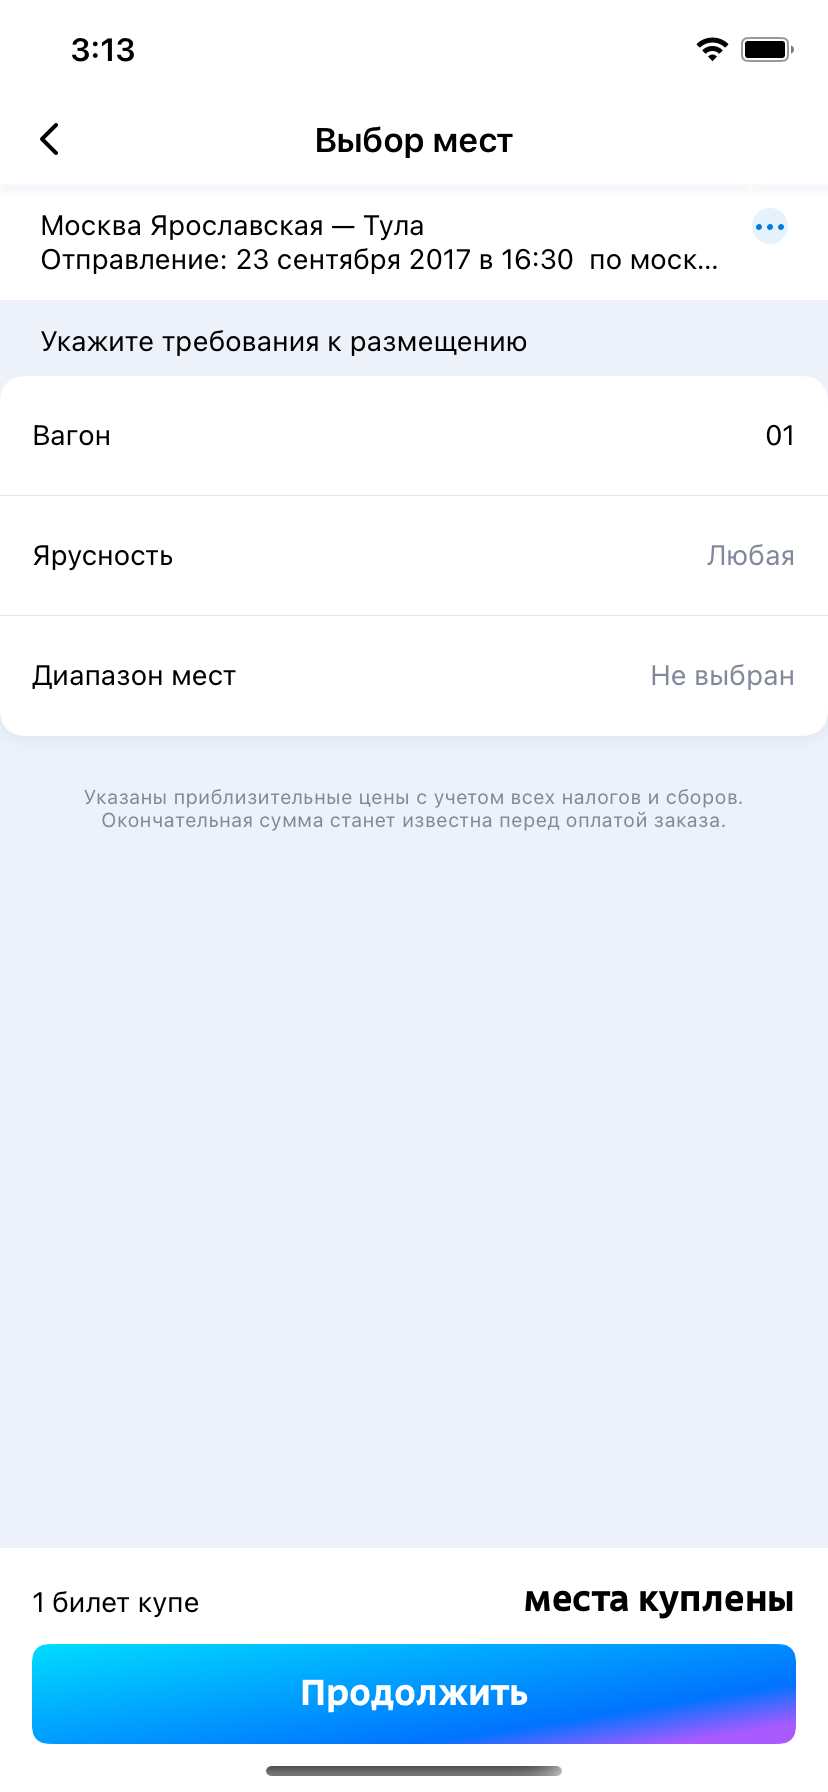 3:13
Выбор мест
Москва Ярославская — Тула
Отправление: 23 сентября 2017 в 16:30 по моск...
Укажите требования к размещению
Вагон 01
Ярусность Любая
Диапазон мест Не выбран
Указаны приблизительные цены с учетом всех налогов и сборов.
Окончательная сумма станет известна перед оплатой заказа.
1 билет купе места куплены
Продолжить